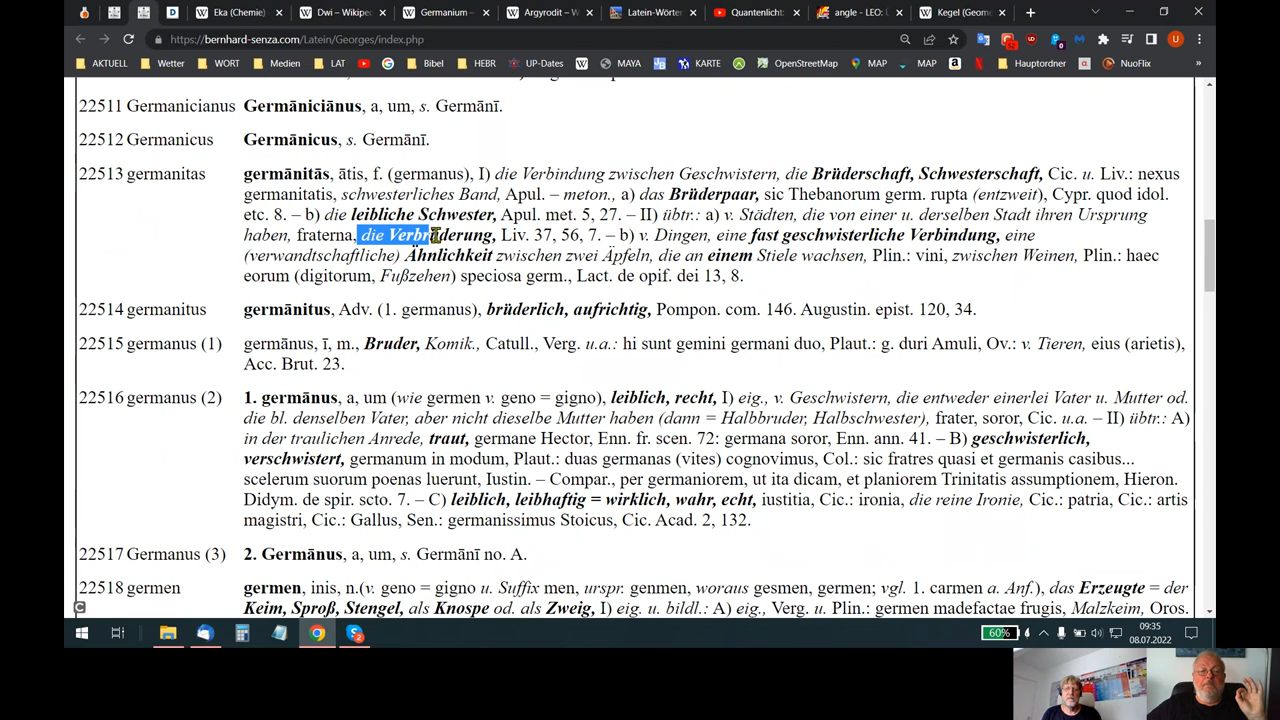 Eka (Chemie) Dwi – Wikipe Germanium – Argyrodit – W Latein-Wörter Quantenlicht: angle - LEO: Ü Kegel (Geome
https://bernhard-senza.com/Latein/Georges/index.php
AKTUELL Wetter WORT Medien LAT Bibel HEBR UP-Dates MAYA KARTE OpenStreetMap MAP MAP Hauptordner NuoFlix
22511 Germanicianus Germāniciānus, a, um, s. Germānī.
22512 Germanicus Germānicus, s. Germānī.
22513 germanitas germānitās, ātis, f. (germanus), I) die Verbindung zwischen Geschwistern, die Brüderschaft, Schwesterschaft, Cic. u. Liv.: nexus
germanitatis, schwesterliches Band, Apul. – meton., a) das Brüderpaar, sic Thebanorum germ. rupta (entzweit), Cypr. quod idol.
etc. 8. – b) die leibliche Schwester, Apul. met. 5, 27. – II) übtr.: a) v. Städten, die von einer u. derselben Stadt ihren Ursprung
haben, fraterna, die Verbrüderung, Liv. 37, 56, 7. – b) v. Dingen, eine fast geschwisterliche Verbindung, eine
(verwandtschaftliche) Ähnlichkeit zwischen zwei Äpfeln, die an einem Stiele wachsen, Plin.: vini, zwischen Weinen, Plin.: haec
eorum (digitorum, Fußzehen) speciosa germ., Lact. de opif. dei 13, 8.
22514 germanitus germānitus, Adv. (1. germanus), brüderlich, aufrichtig, Pompon. com. 146. Augustin. epist. 120, 34.
22515 germanus (1) germānus, ī, m., Bruder, Komik., Catull., Verg. u.a.: hi sunt gemini germani duo, Plaut.: g. duri Amuli, Ov.: v. Tieren, eius (arietis),
Acc. Brut. 23.
22516 germanus (2) 1. germānus, a, um (wie germen v. geno = gigno), leiblich, recht, I) eig., v. Geschwistern, die entweder einerlei Vater u. Mutter od.
die bl. denselben Vater, aber nicht dieselbe Mutter haben (dann = Halbbruder, Halbschwester), frater, soror, Cic. u.a. – II) übtr.: A)
in der traulichen Anrede, traut, germane Hector, Enn. fr. scen. 72: germana soror, Enn. ann. 41. – B) geschwisterlich,
verschwistert, germanum in modum, Plaut.: duas germanas (vites) cognovimus, Col.: sic fratres quasi et germanis casibus...
scelerum suorum poenas luerunt, Iustin. – Compar., per germaniorem, ut ita dicam, et planiorem Trinitatis assumptionem, Hieron.
Didym. de spir. scto. 7. – C) leiblich, leibhaftig = wirklich, wahr, echt, iustitia, Cic.: ironia, die reine Ironie, Cic.: patria, Cic.: artis
magistri, Cic.: Gallus, Sen.: germanissimus Stoicus, Cic. Acad. 2, 132.
22517 Germanus (3) 2. Germānus, a, um, s. Germānī no. A.
22518 germen germen, inis, n.(v. geno = gigno u. Suffix men, urspr. genmen, woraus gesmen, germen; vgl. 1. carmen a. Anf.), das Erzeugte = der
Keim, Sproß, Stengel, als Knospe od. als Zweig, I) eig. u. bildl.: A) eig., Verg. u. Plin.: germen madefactae frugis, Malzkeim, Oros.
60%
09:35
08.07.2022